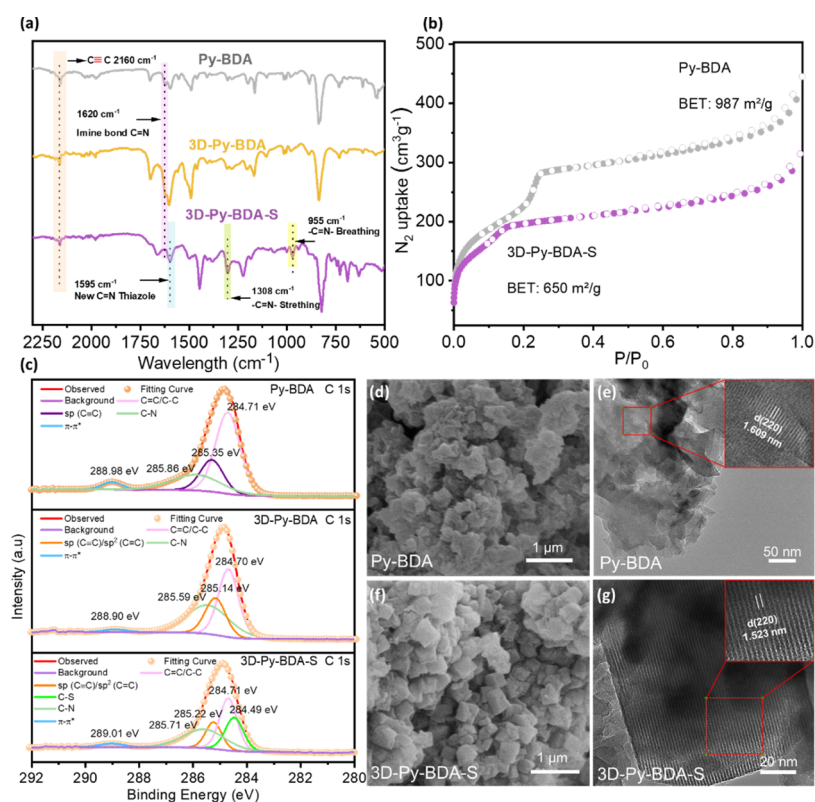 (a)
C≡C 2160 cm⁻¹
Py-BDA
1620 cm⁻¹
Imine bond C=N
3D-Py-BDA
3D-Py-BDA-S
955 cm⁻¹
-C=N- Breathing
1595 cm⁻¹
New C=N Thiazole
1308 cm⁻¹
-C=N- Strething
2250 2000 1750 1500 1250 1000 750 500
Wavelength (cm⁻¹)
(b)
500
400
300
200
100
N₂ uptake (cm³g⁻¹)
Py-BDA
BET: 987 m²/g
3D-Py-BDA-S
BET: 650 m²/g
0.0 0.2 0.4 0.6 0.8 1.0
P/P₀
(c)
Observed Fitting Curve Py-BDA C 1s
Background C=C/C-C
sp (C≡C) C-N
π-π*
284.71 eV
285.35 eV
285.86 eV
288.98 eV
Observed Fitting Curve 3D-Py-BDA C 1s
Background C=C/C-C
sp (C≡C)/sp² (C=C)
C-N
π-π*
284.70 eV
285.14 eV
285.59 eV
288.90 eV
Observed Fitting Curve 3D-Py-BDA-S C 1s
Background C=C/C-C
sp (C≡C)/sp² (C=C)
C-S
C-N
π-π*
284.71 eV
284.49 eV
285.22 eV
285.71 eV
289.01 eV
Intensity (a.u)
292 290 288 286 284 282 280
Binding Energy (eV)
(d)
Py-BDA
1 µm
(e)
d(220)
1.609 nm
Py-BDA
50 nm
(f)
3D-Py-BDA-S
1 µm
(g)
d(220)
1.523 nm
3D-Py-BDA-S
20 nm